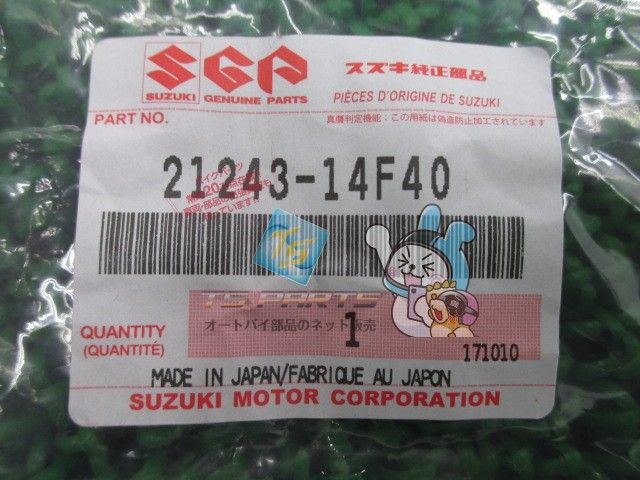 SGP
スズキ純正部品
SUZUKI GENUINE PARTS
PIÈCES D'ORIGINE DE SUZUKI
PART NO.
真贋判定機能：この用紙は偽造防止加工されています
21243-14F40
TS PARTS
オートバイ部品のネット販売
QUANTITY
(QUANTITÉ)
1
171010
MADE IN JAPAN/FABRIQUE AU JAPON
SUZUKI MOTOR CORPORATION